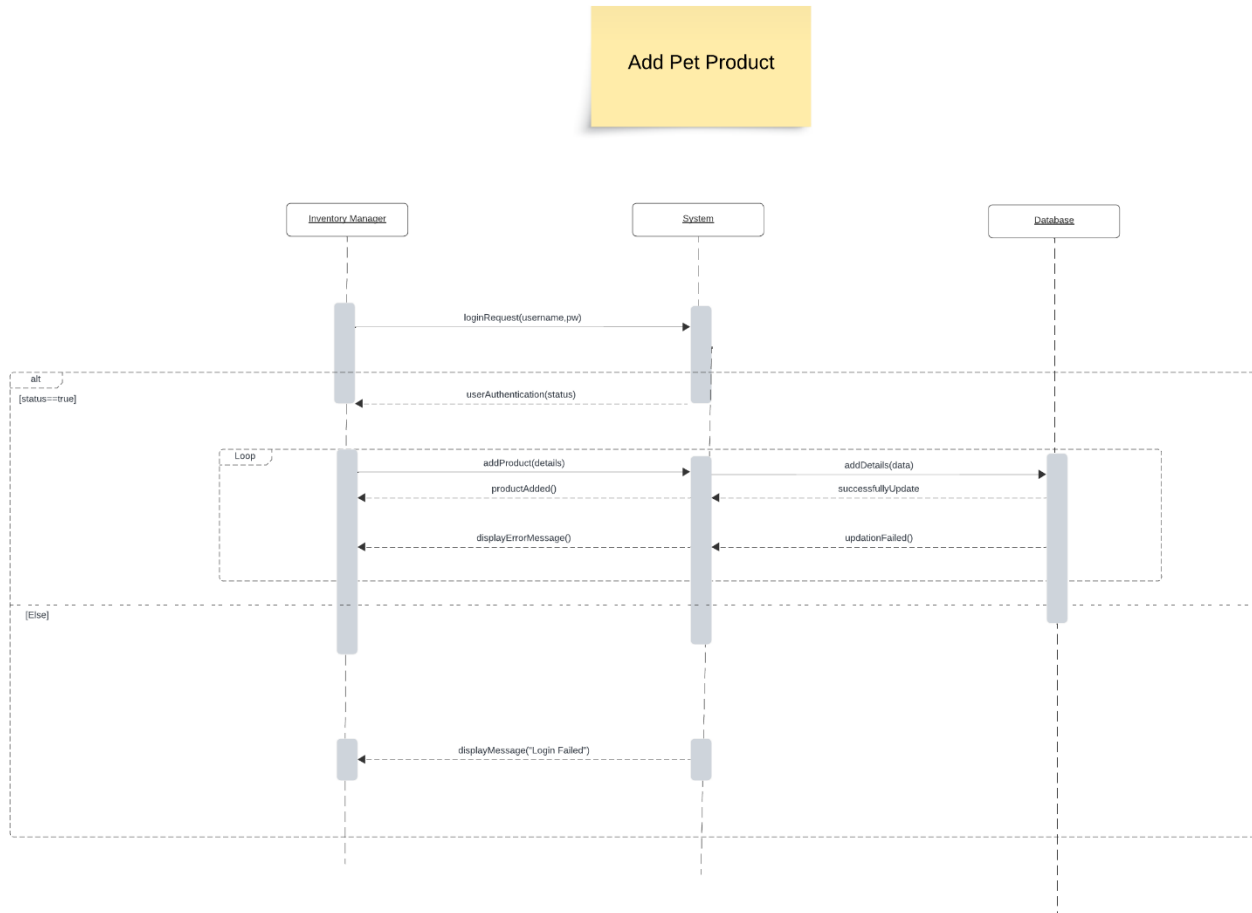 Add Pet Product
Inventory Manager
System
Database
loginRequest(username,pw)
alt
[status==true]
userAuthentication(status)
Loop
addProduct(details)
addDetails(data)
productAdded()
successfullyUpdate
displayErrorMessage()
updationFailed()
[Else]
displayMessage("Login Failed")